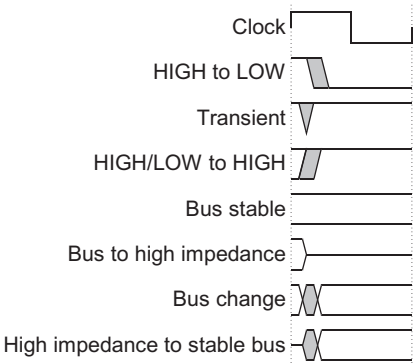 Clock
HIGH to LOW
Transient
HIGH/LOW to HIGH
Bus stable
Bus to high impedance
Bus change
High impedance to stable bus